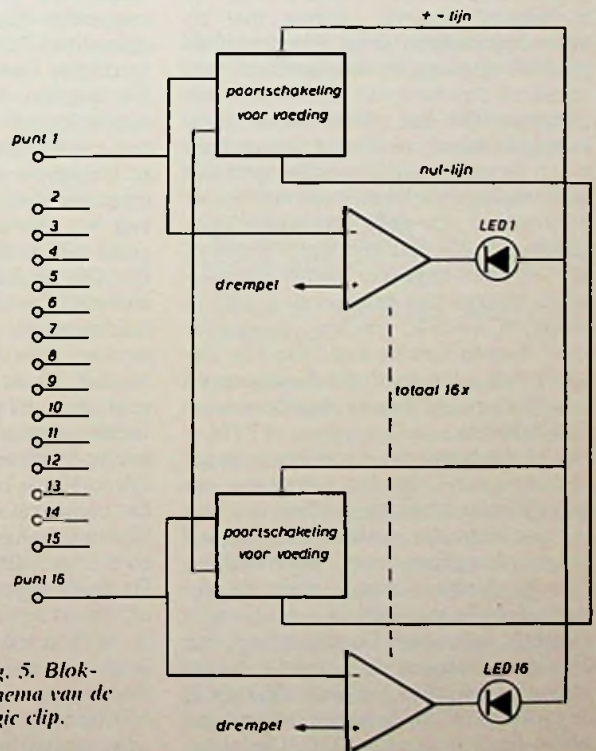 + - lijn
poortschakeling
voor voeding
punt 1
nul-lijn
2
3
4
5
6
7
8
9
10
11
12
13
14
15
punt 16
LED 1
-
+
drempel
totaal 16x
poortschakeling
voor voeding
LED 16
-
+
drempel
g. 5. Blok-
hema van de
gic clip.